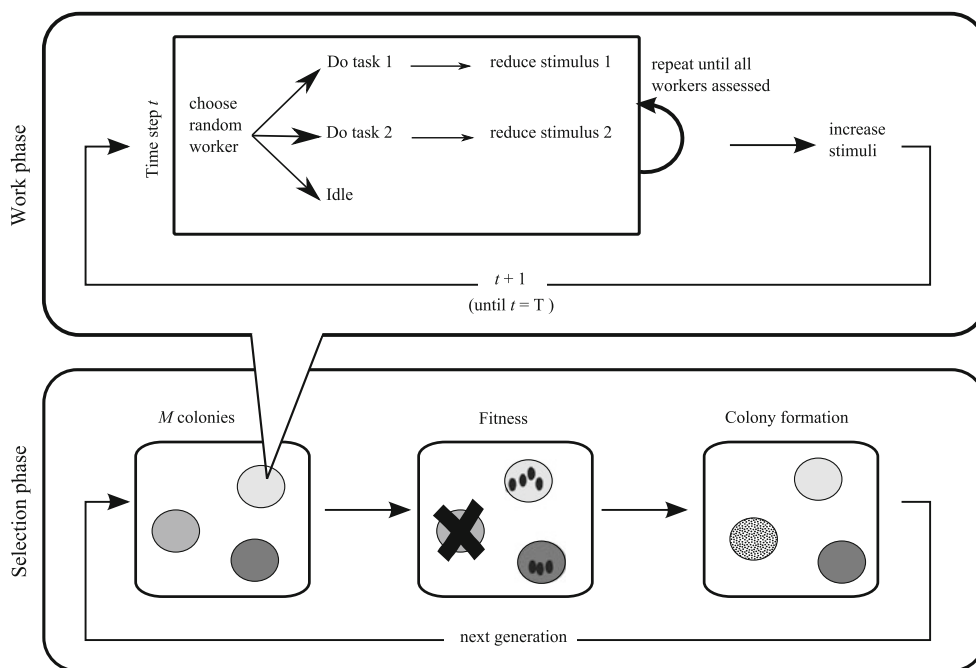 Work phase
Time step t
choose
random
worker
Do task 1
reduce stimulus 1
Do task 2
reduce stimulus 2
Idle
repeat until all
workers assessed
increase
stimuli
t + 1
(until t = T )
Selection phase
M colonies
Fitness
Colony formation
next generation